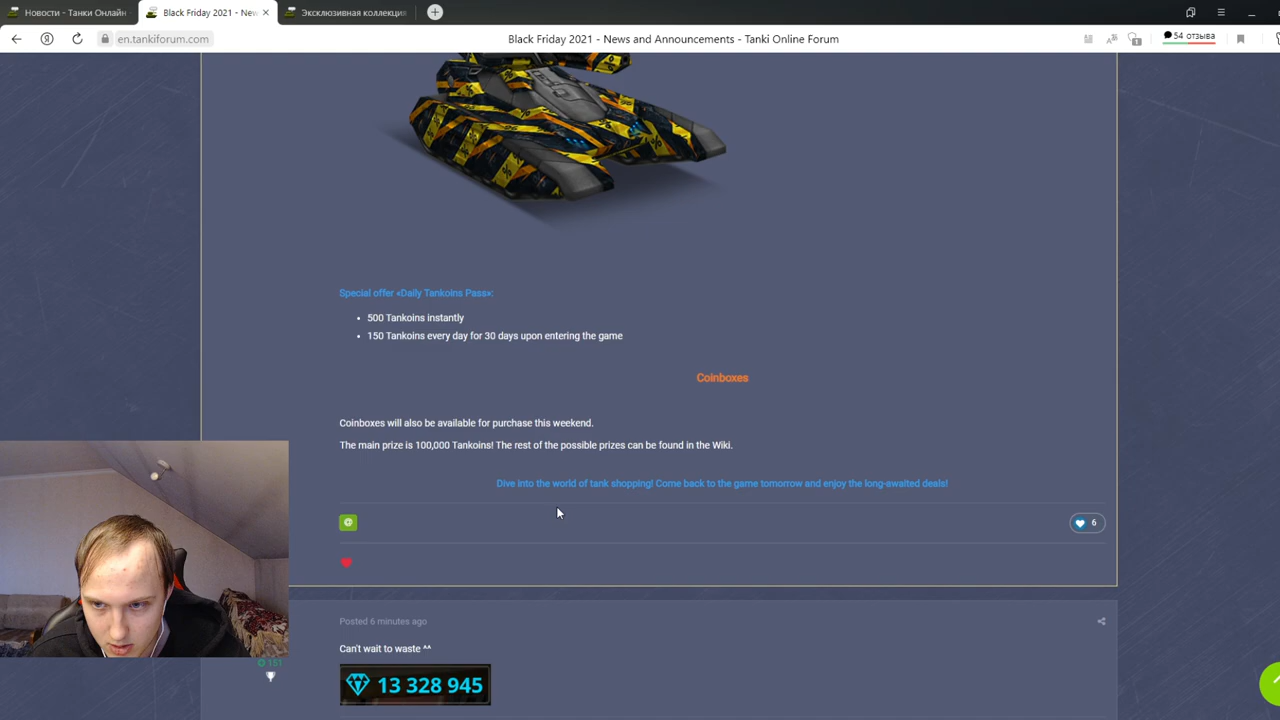 Новости - Танки Онлайн
Black Friday 2021 - New
Эксклюзивная коллекция
en.tankiforum.com
Black Friday 2021 - News and Announcements - Tanki Online Forum
54 отзыва
Special offer «Daily Tankoins Pass»:
500 Tankoins instantly
150 Tankoins every day for 30 days upon entering the game
Coinboxes
Coinboxes will also be available for purchase this weekend.
The main prize is 100,000 Tankoins! The rest of the possible prizes can be found in the Wiki.
Dive into the world of tank shopping! Come back to the game tomorrow and enjoy the long-awaited deals!
@
6
Posted 6 minutes ago
Can't wait to waste ^^
151
13 328 945